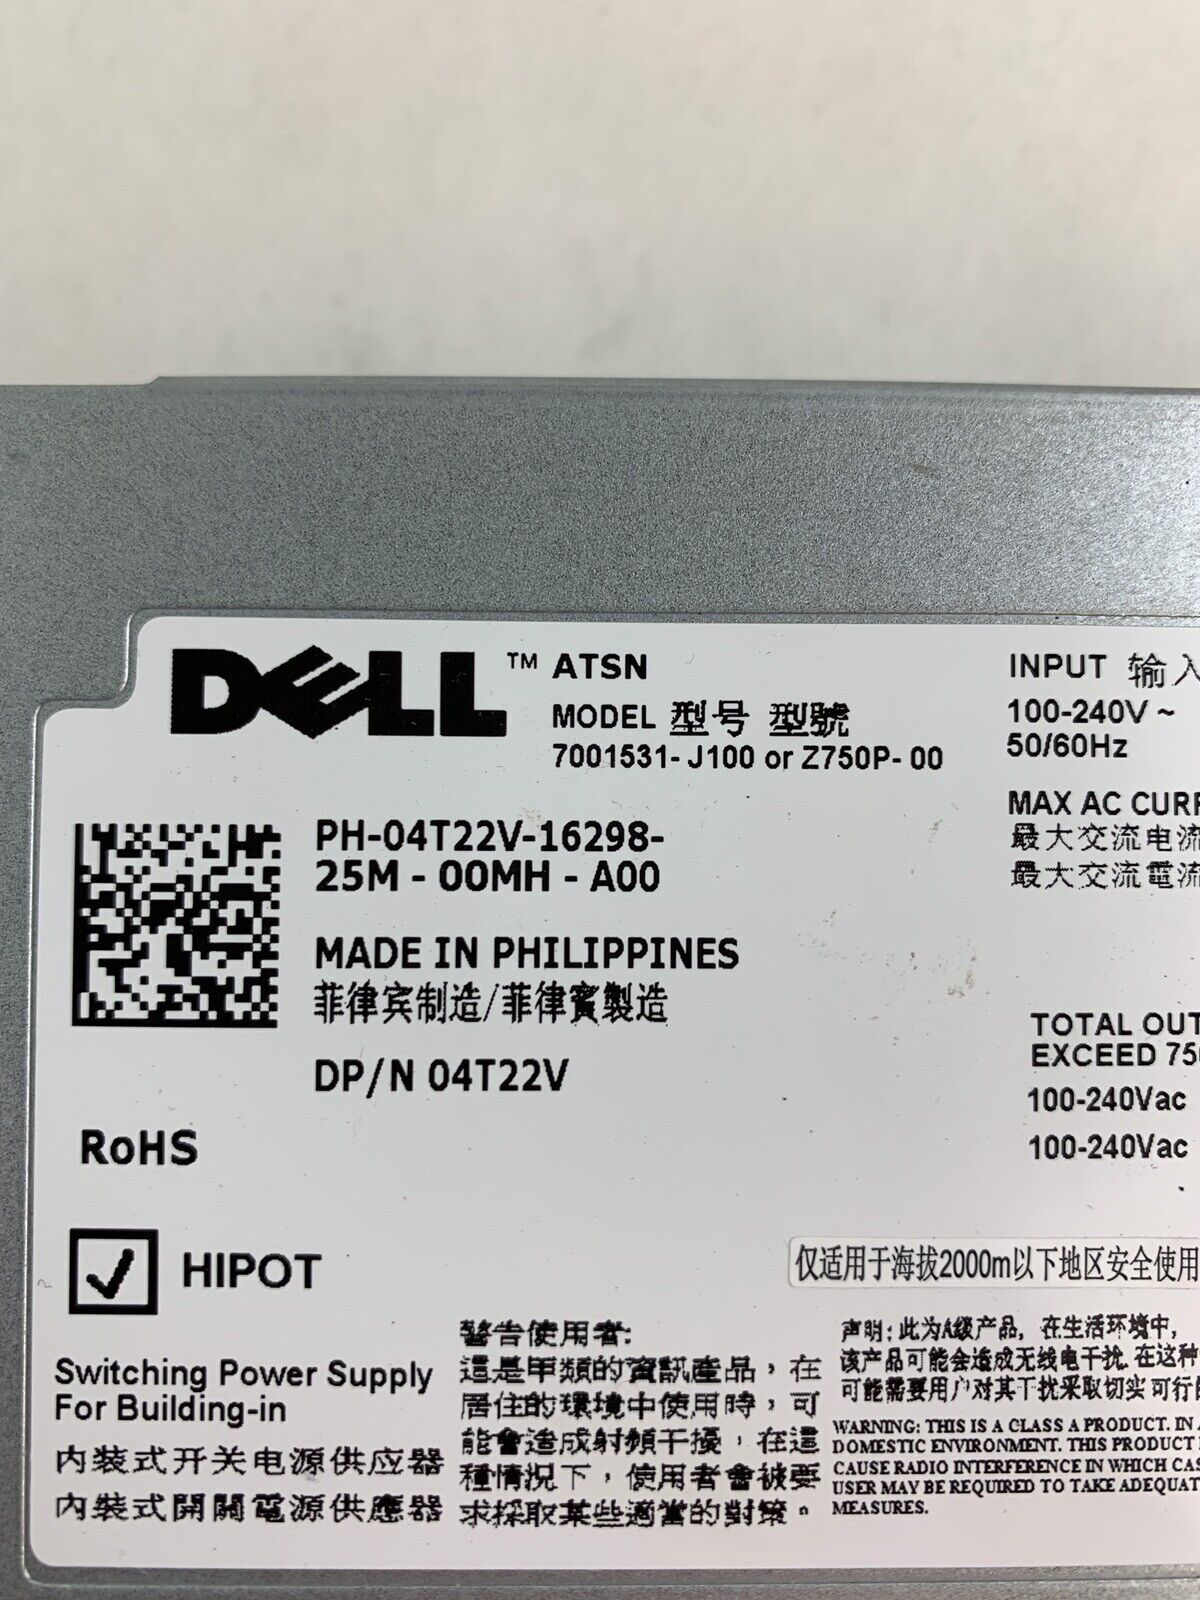 DELL™ ATSN
MODEL 型号 型號
7001531- J100 or Z750P- 00
INPUT 输入
100-240V ~
50/60Hz
MAX AC CURR
最大交流电流
最大交流電流
PH-04T22V-16298-
25M - 00MH - A00
MADE IN PHILIPPINES
菲律宾制造/菲律賓製造
DP/N 04T22V
TOTAL OUT
EXCEED 750
100-240Vac
100-240Vac
RoHS
HIPOT
仅适用于海拔2000m以下地区安全使用
Switching Power Supply
For Building-in
内装式开关电源供应器
内裝式開關電源供應器
警告使用者:
這是甲類的資訊產品，在
居住的環境中使用時，可
能會造成射頻干擾，在這
種情況下，使用者會被要
求採取某些適當的對策。
声明: 此为A级产品, 在生活环境中,
该产品可能会造成无线电干扰. 在这种
可能需要用户对其干扰采取切实可行
WARNING: THIS IS A CLASS A PRODUCT. IN A
DOMESTIC ENVIRONMENT. THIS PRODUCT
CAUSE RADIO INTERFERENCE IN WHICH CAS
USER MAY BE REQUIRED TO TAKE ADEQUAT
MEASURES.